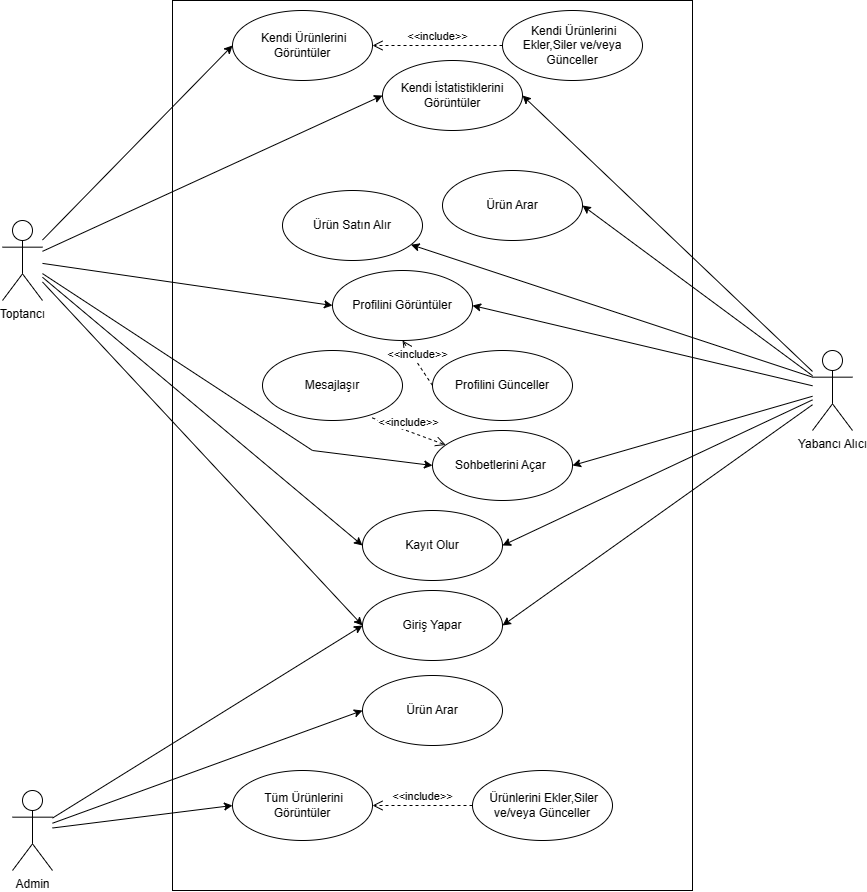 Kendi Ürünlerini
Görüntüler
<<include>>
Kendi Ürünlerini
Ekler,Siler ve/veya
Günceller
Kendi İstatistiklerini
Görüntüler
Ürün Arar
Ürün Satın Alır
Toptancı
Profilini Görüntüler
<<include>>
Mesajlaşır
Profilini Günceller
<<include>>
Yabancı Alıcı
Sohbetlerini Açar
Kayıt Olur
Giriş Yapar
Ürün Arar
Tüm Ürünlerini
Görüntüler
<<include>>
Ürünlerini Ekler,Siler
ve/veya Günceller
Admin